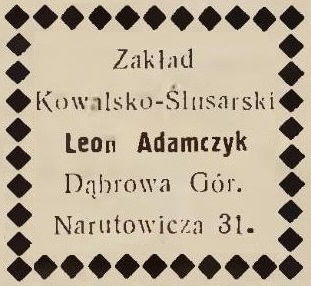 Zakład
Kowalsko-Ślusarski
Leon Adamczyk
Dąbrowa Gór.
Narutowicza 31.